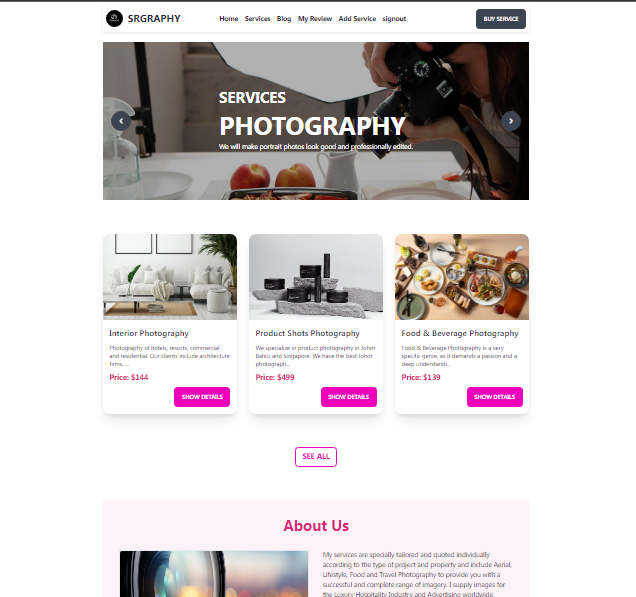 SRGRAPHY
Home Services Blog My Review Add Service signout
BUY SERVICE
SERVICES
PHOTOGRAPHY
We will make portrait photos look good and professionally edited.
Interior Photography
Photography of hotels, resorts, commercial
and residential. Our clients include architecture
firms, ...
Price: $144
SHOW DETAILS
Product Shots Photography
We specialize in product photography in Johor
Bahru and Singapore. We have the best Johor
photograph...
Price: $499
SHOW DETAILS
Food & Beverage Photography
Food & Beverage Photography is a very
specific genre, as it demands a passion and a
deep understandi...
Price: $139
SHOW DETAILS
SEE ALL
About Us
My services are specially tailored and quoted individually
according to the type of project and property and include Aerial,
Lifestyle, Food and Travel Photography to provide you with a
successful and complete range of imagery. I supply images for
the Luxury Hospitality Industry and Advertising worldwide.